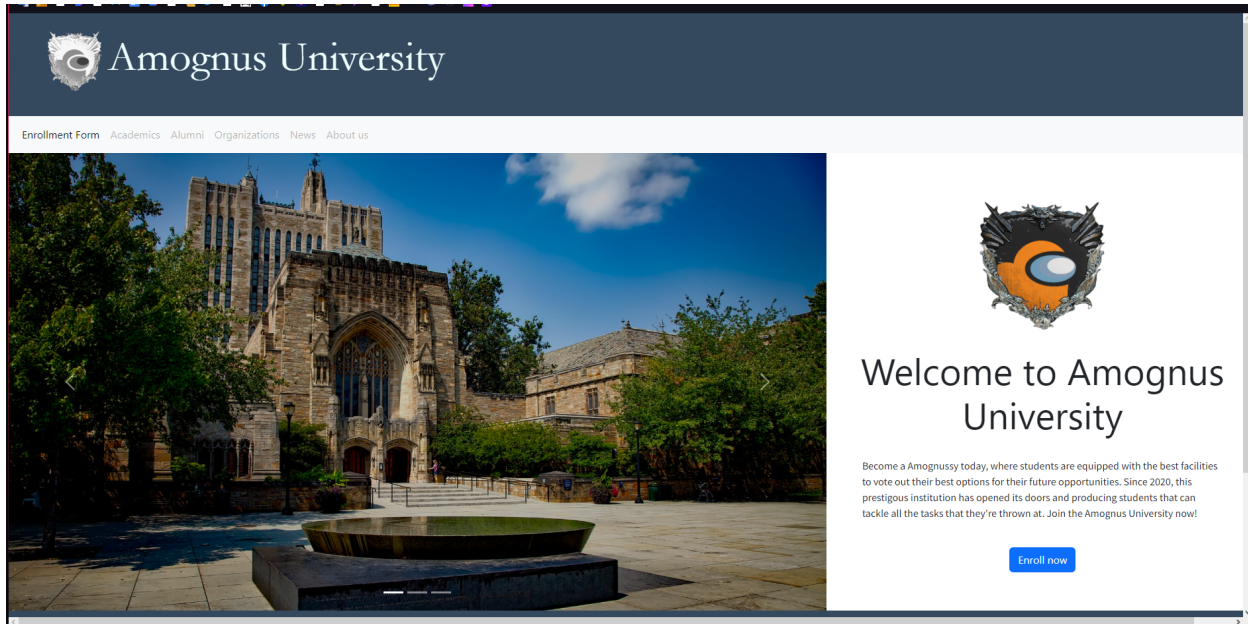 Amognus University
Enrollment Form Academics Alumni Organizations News About us
Welcome to Amognus
University
Become a Amognussy today, where students are equipped with the best facilities
to vote out their best options for their future opportunities. Since 2020, this
prestigous institution has opened its doors and producing students that can
tackle all the tasks that they're thrown at. Join the Amognus University now!
Enroll now